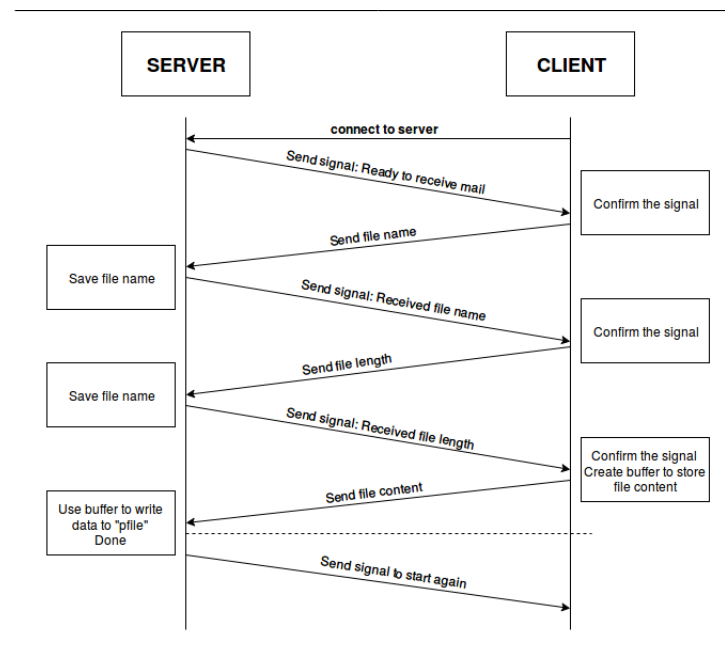 SERVER
CLIENT
connect to server
Send signal: Ready to receive mail
Confirm the signal
Send file name
Save file name
Send signal: Received file name
Confirm the signal
Send file length
Save file name
Send signal: Received file length
Confirm the signal
Create buffer to store
file content
Send file content
Use buffer to write
data to "pfile"
Done
Send signal to start again